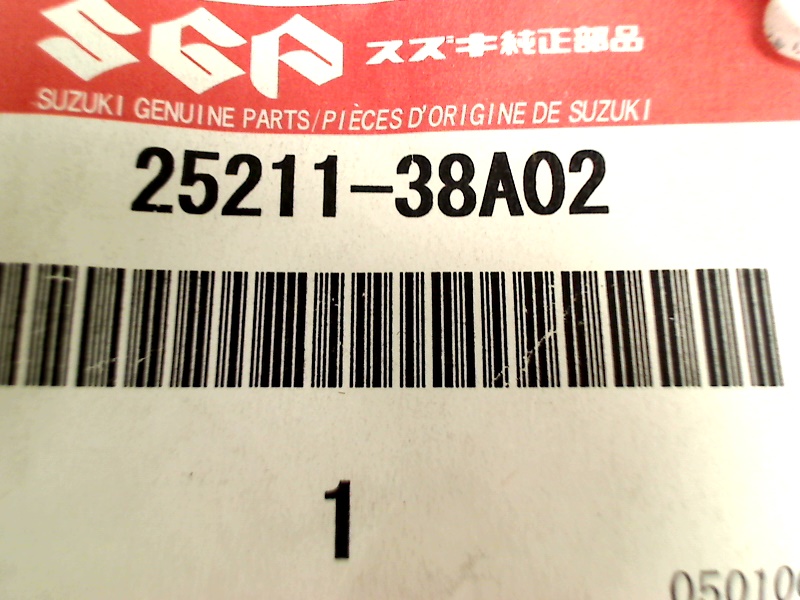 SGP スズキ純正部品
SUZUKI GENUINE PARTS/PIÈCES D'ORIGINE DE SUZUKI
25211-38A02
1